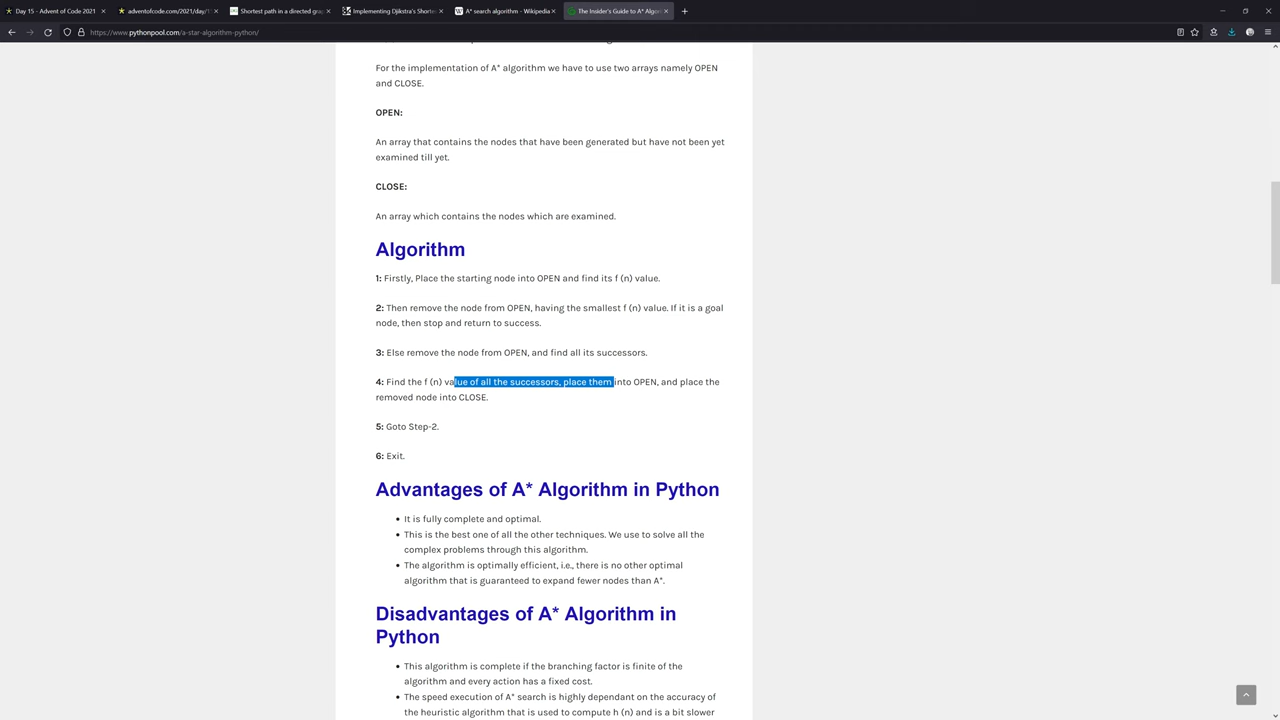 Day 15 - Advent of Code 2021
adventofcode.com/2021/day/1
Shortest path in a directed gra
Implementing Djikstra's Shorte
A* search algorithm - Wikipedia
The Insider's Guide to A* Algor
https://www.pythonpool.com/a-star-algorithm-python/
For the implementation of A* algorithm we have to use two arrays namely OPEN
and CLOSE.
OPEN:
An array that contains the nodes that have been generated but have not been yet
examined till yet.
CLOSE:
An array which contains the nodes which are examined.
Algorithm
1: Firstly, Place the starting node into OPEN and find its f (n) value.
2: Then remove the node from OPEN, having the smallest f (n) value. If it is a goal
node, then stop and return to success.
3: Else remove the node from OPEN, and find all its successors.
4: Find the f (n) value of all the successors, place them into OPEN, and place the
removed node into CLOSE.
5: Goto Step-2.
6: Exit.
Advantages of A* Algorithm in Python
• It is fully complete and optimal.
• This is the best one of all the other techniques. We use to solve all the
complex problems through this algorithm.
• The algorithm is optimally efficient, i.e., there is no other optimal
algorithm that is guaranteed to expand fewer nodes than A*.
Disadvantages of A* Algorithm in
Python
• This algorithm is complete if the branching factor is finite of the
algorithm and every action has a fixed cost.
• The speed execution of A* search is highly dependant on the accuracy of
the heuristic algorithm that is used to compute h (n) and is a bit slower